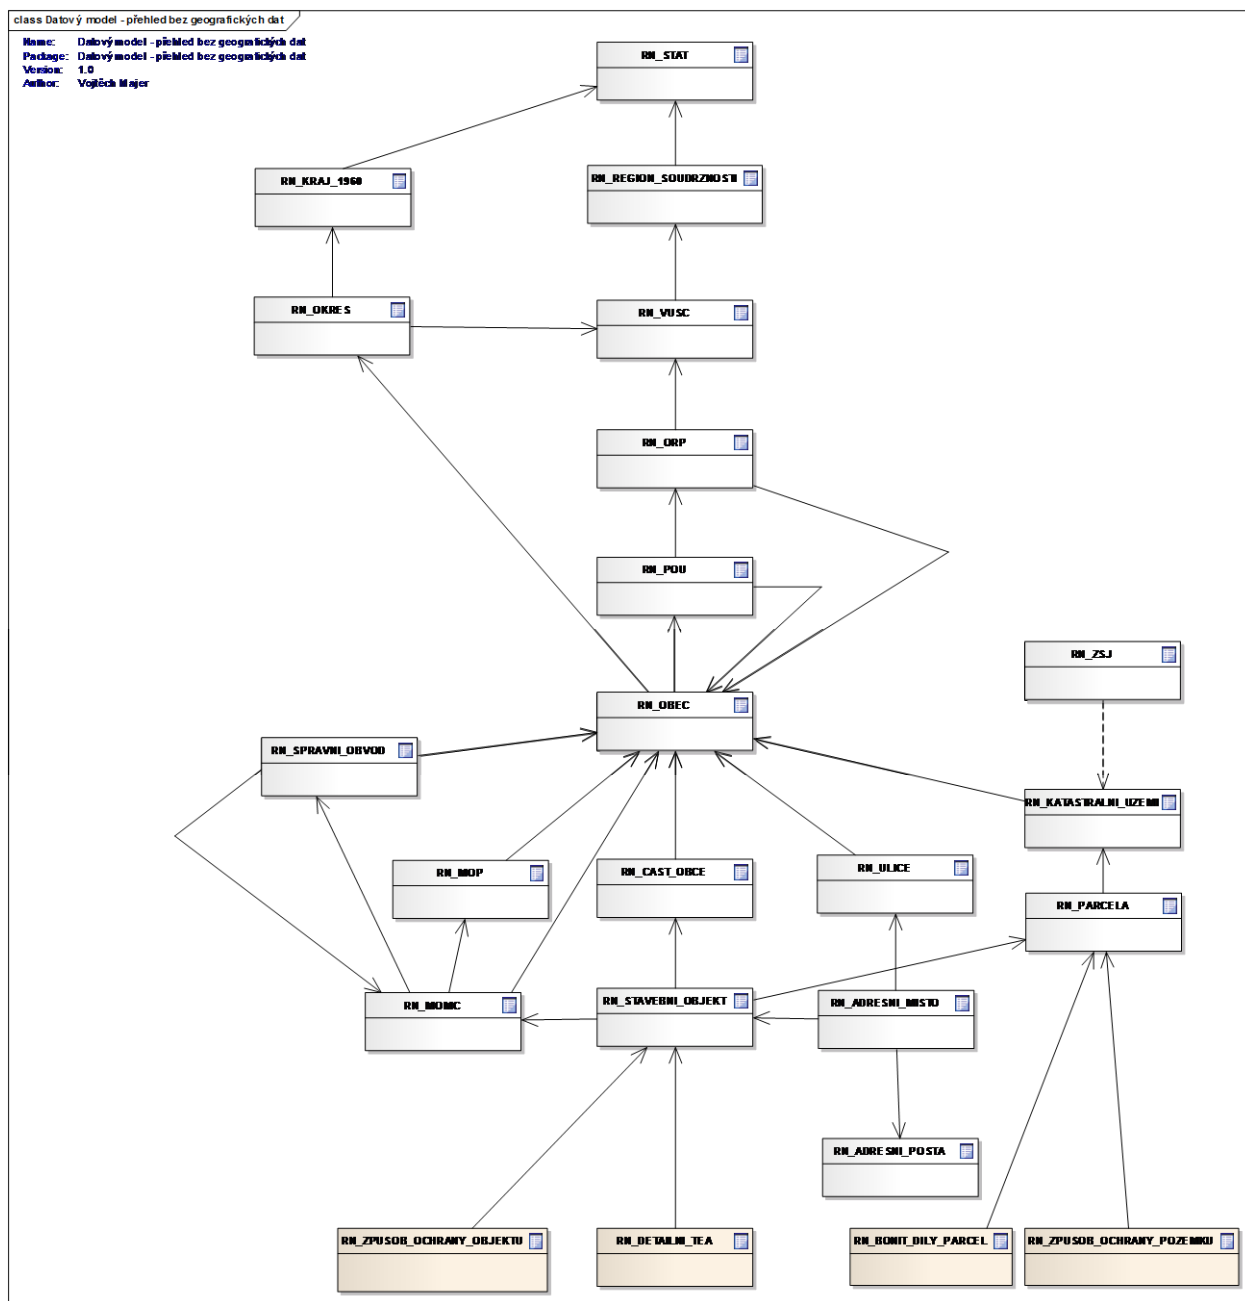 class Datový model - přehled bez geografických dat
Name: Datový model - přehled bez geografických dat
Package: Datový model - přehled bez geografických dat
Version: 1.0
Author: Vojtěch Majer
RN_STAT
RN_KRAJ_1960
RN_REGION_SOUDRZNOSTI
RN_OKRES
RN_VUSC
RN_ORP
RN_POU
RN_ZSJ
RN_OBEC
RN_SPRAVNI_OBVOD
RN_KATASTRALNI_UZEMI
RN_MOP
RN_CAST_OBCE
RN_ULICE
RN_PARCELA
RN_MOMC
RN_STAVEBNI_OBJEKT
RN_ADRESNI_MISTO
RN_ADRESNI_POSTA
RN_ZPUSOB_OCHRANY_OBJEKTU
RN_DETAILNI_TEA
RN_BONIT_DILY_PARCEL
RN_ZPUSOB_OCHRANY_POZEMKU